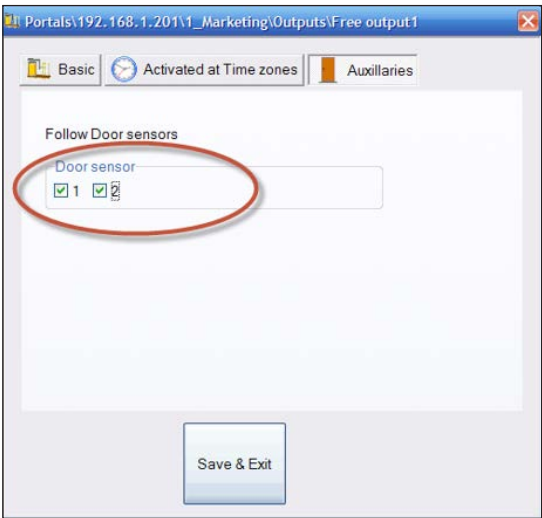 Portals\192.168.1.201\1_Marketing\Outputs\Free output1
Basic Activated at Time zones Auxillaries
Follow Door sensors
Door sensor
1 2
Save & Exit